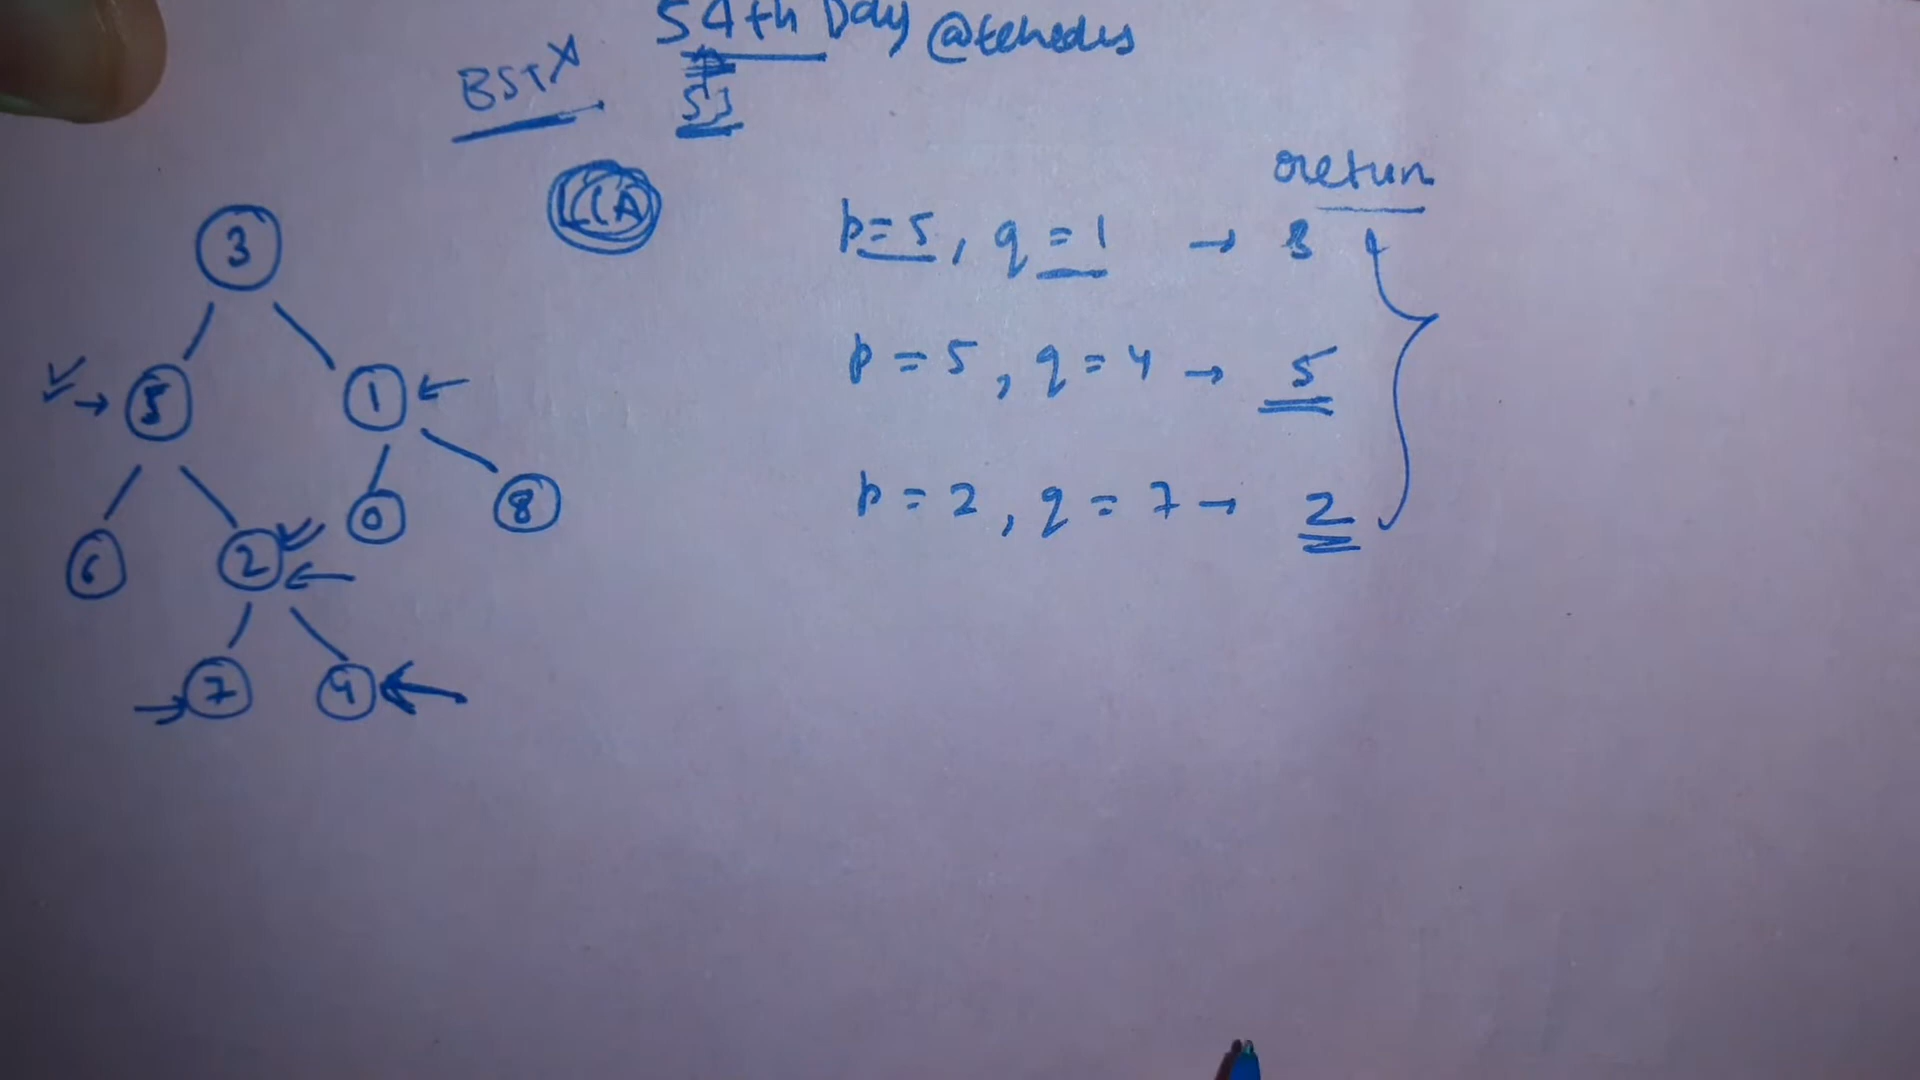 54th Day @techedis
BST X
53
LCA
return
p=5, q=1 → 3
p=5, q=4 → 5
p=2, q=7 → 2
3
5 1
6 2 0 8
7 4